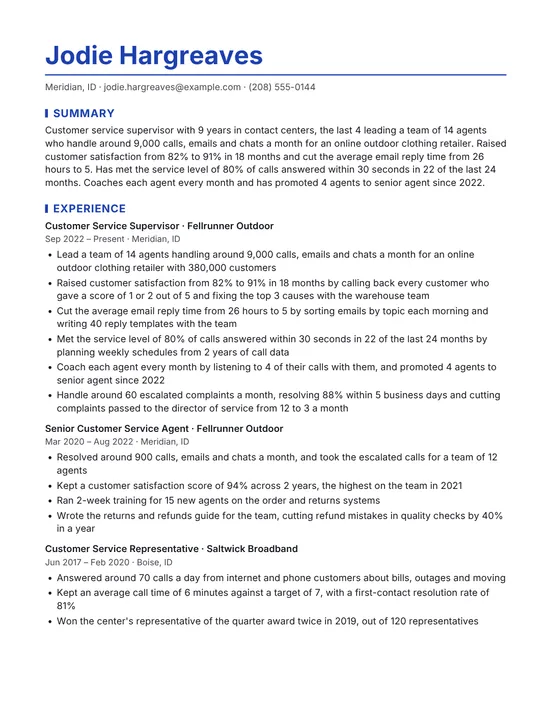 Jodie Hargreaves
Meridian, ID · jodie.hargreaves@example.com · (208) 555-0144
SUMMARY
Customer service supervisor with 9 years in contact centers, the last 4 leading a team of 14 agents
who handle around 9,000 calls, emails and chats a month for an online outdoor clothing retailer. Raised
customer satisfaction from 82% to 91% in 18 months and cut the average email reply time from 26
hours to 5. Has met the service level of 80% of calls answered within 30 seconds in 22 of the last 24
months. Coaches each agent every month and has promoted 4 agents to senior agent since 2022.
EXPERIENCE
Customer Service Supervisor · Fellrunner Outdoor
Sep 2022 – Present · Meridian, ID
• Lead a team of 14 agents handling around 9,000 calls, emails and chats a month for an online
outdoor clothing retailer with 380,000 customers
• Raised customer satisfaction from 82% to 91% in 18 months by calling back every customer who
gave a score of 1 or 2 out of 5 and fixing the top 3 causes with the warehouse team
• Cut the average email reply time from 26 hours to 5 by sorting emails by topic each morning and
writing 40 reply templates with the team
• Met the service level of 80% of calls answered within 30 seconds in 22 of the last 24 months by
planning weekly schedules from 2 years of call data
• Coach each agent every month by listening to 4 of their calls with them, and promoted 4 agents to
senior agent since 2022
• Handle around 60 escalated complaints a month, resolving 88% within 5 business days and cutting
complaints passed to the director of service from 12 to 3 a month
Senior Customer Service Agent · Fellrunner Outdoor
Mar 2020 – Aug 2022 · Meridian, ID
• Resolved around 900 calls, emails and chats a month, and took the escalated calls for a team of 12
agents
• Kept a customer satisfaction score of 94% across 2 years, the highest on the team in 2021
• Ran 2-week training for 15 new agents on the order and returns systems
• Wrote the returns and refunds guide for the team, cutting refund mistakes in quality checks by 40%
in a year
Customer Service Representative · Saltwick Broadband
Jun 2017 – Feb 2020 · Boise, ID
• Answered around 70 calls a day from internet and phone customers about bills, outages and moving
• Kept an average call time of 6 minutes against a target of 7, with a first-contact resolution rate of
81%
• Won the center's representative of the quarter award twice in 2019, out of 120 representatives